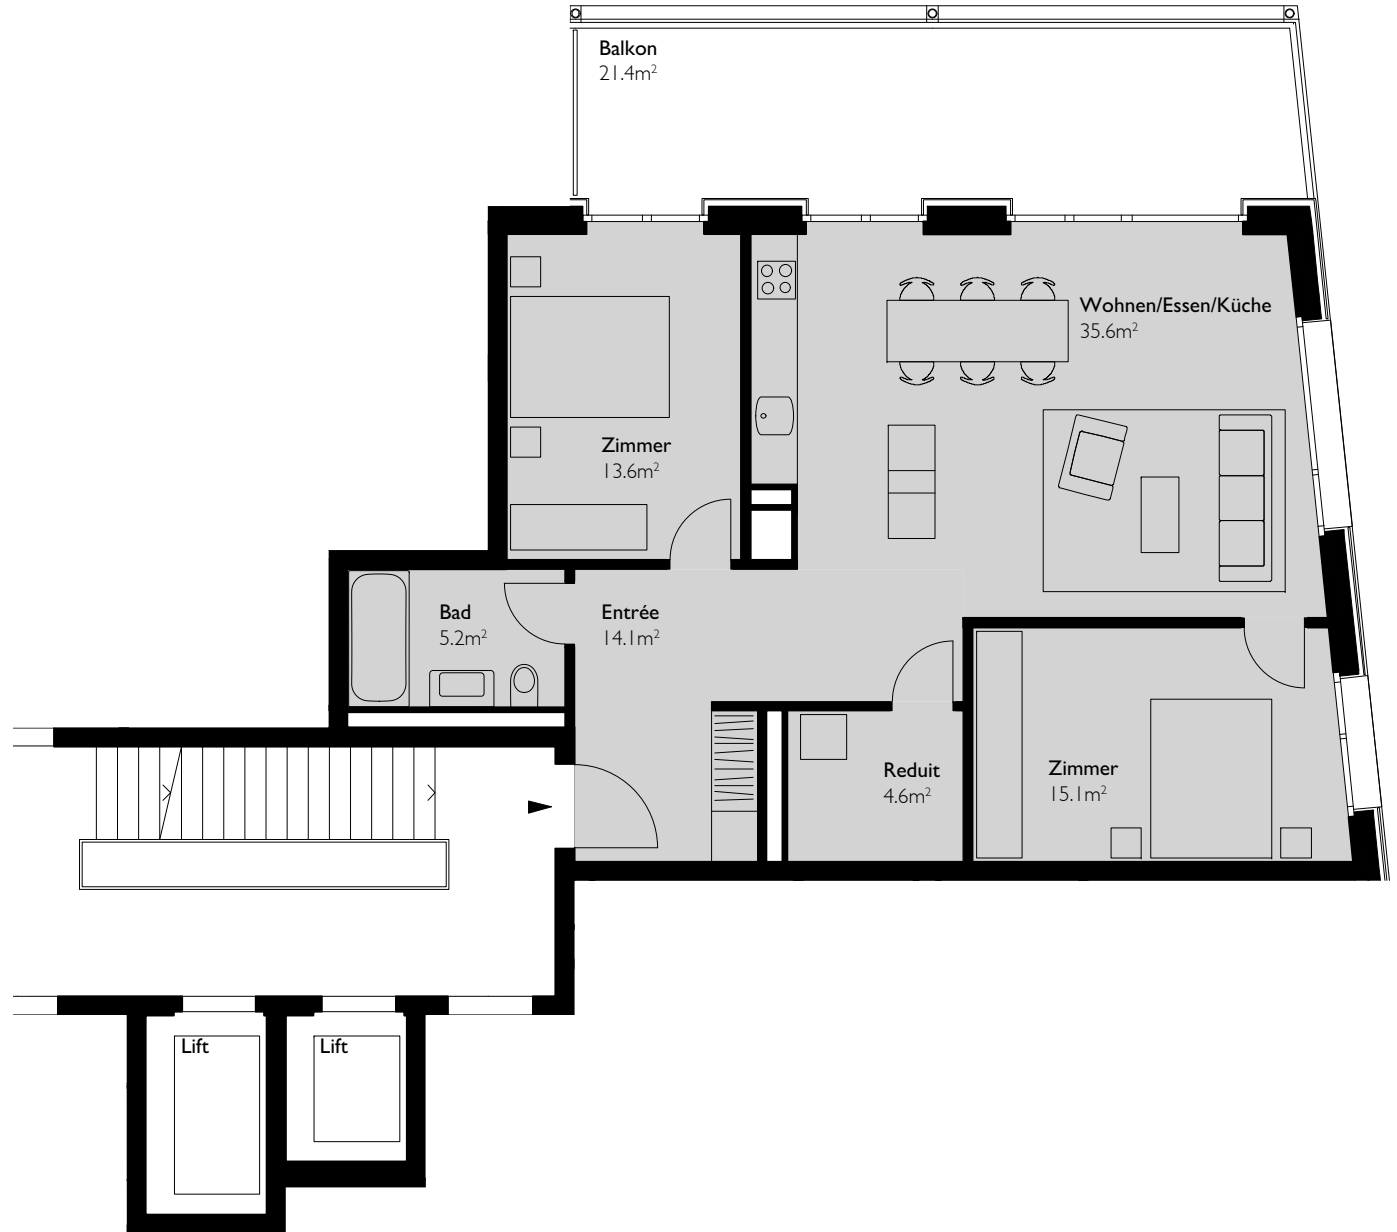 Balkon
21.4m²
Wohnen/Essen/Küche
35.6m²
Zimmer
13.6m²
Bad
5.2m²
Entrée
14.1m²
Reduit
4.6m²
Zimmer
15.1m²
Lift
Lift